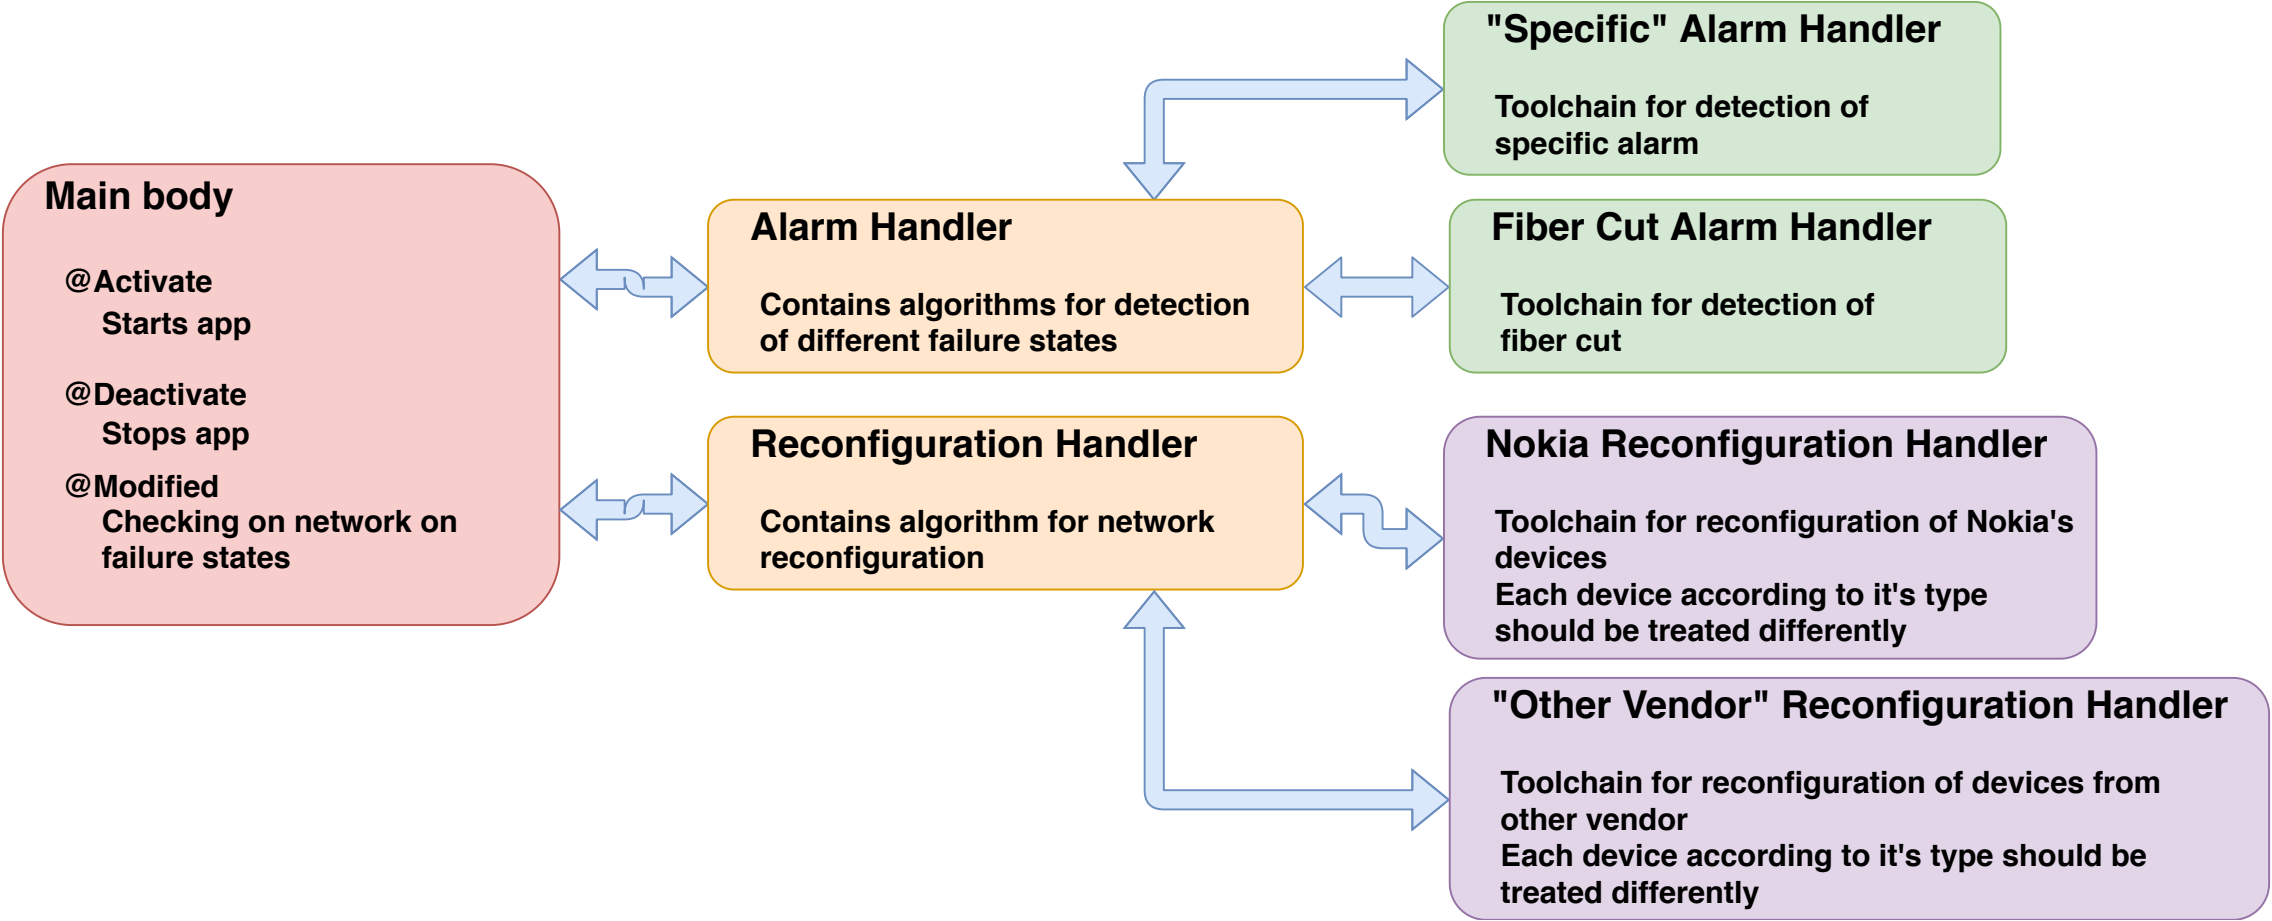 "Specific" Alarm Handler
Toolchain for detection of
specific alarm
Main body
@Activate
Starts app
@Deactivate
Stops app
@Modified
Checking on network on
failure states
Alarm Handler
Contains algorithms for detection
of different failure states
Fiber Cut Alarm Handler
Toolchain for detection of
fiber cut
Reconfiguration Handler
Contains algorithm for network
reconfiguration
Nokia Reconfiguration Handler
Toolchain for reconfiguration of Nokia's
devices
Each device according to it's type
should be treated differently
"Other Vendor" Reconfiguration Handler
Toolchain for reconfiguration of devices from
other vendor
Each device according to it's type should be
treated differently